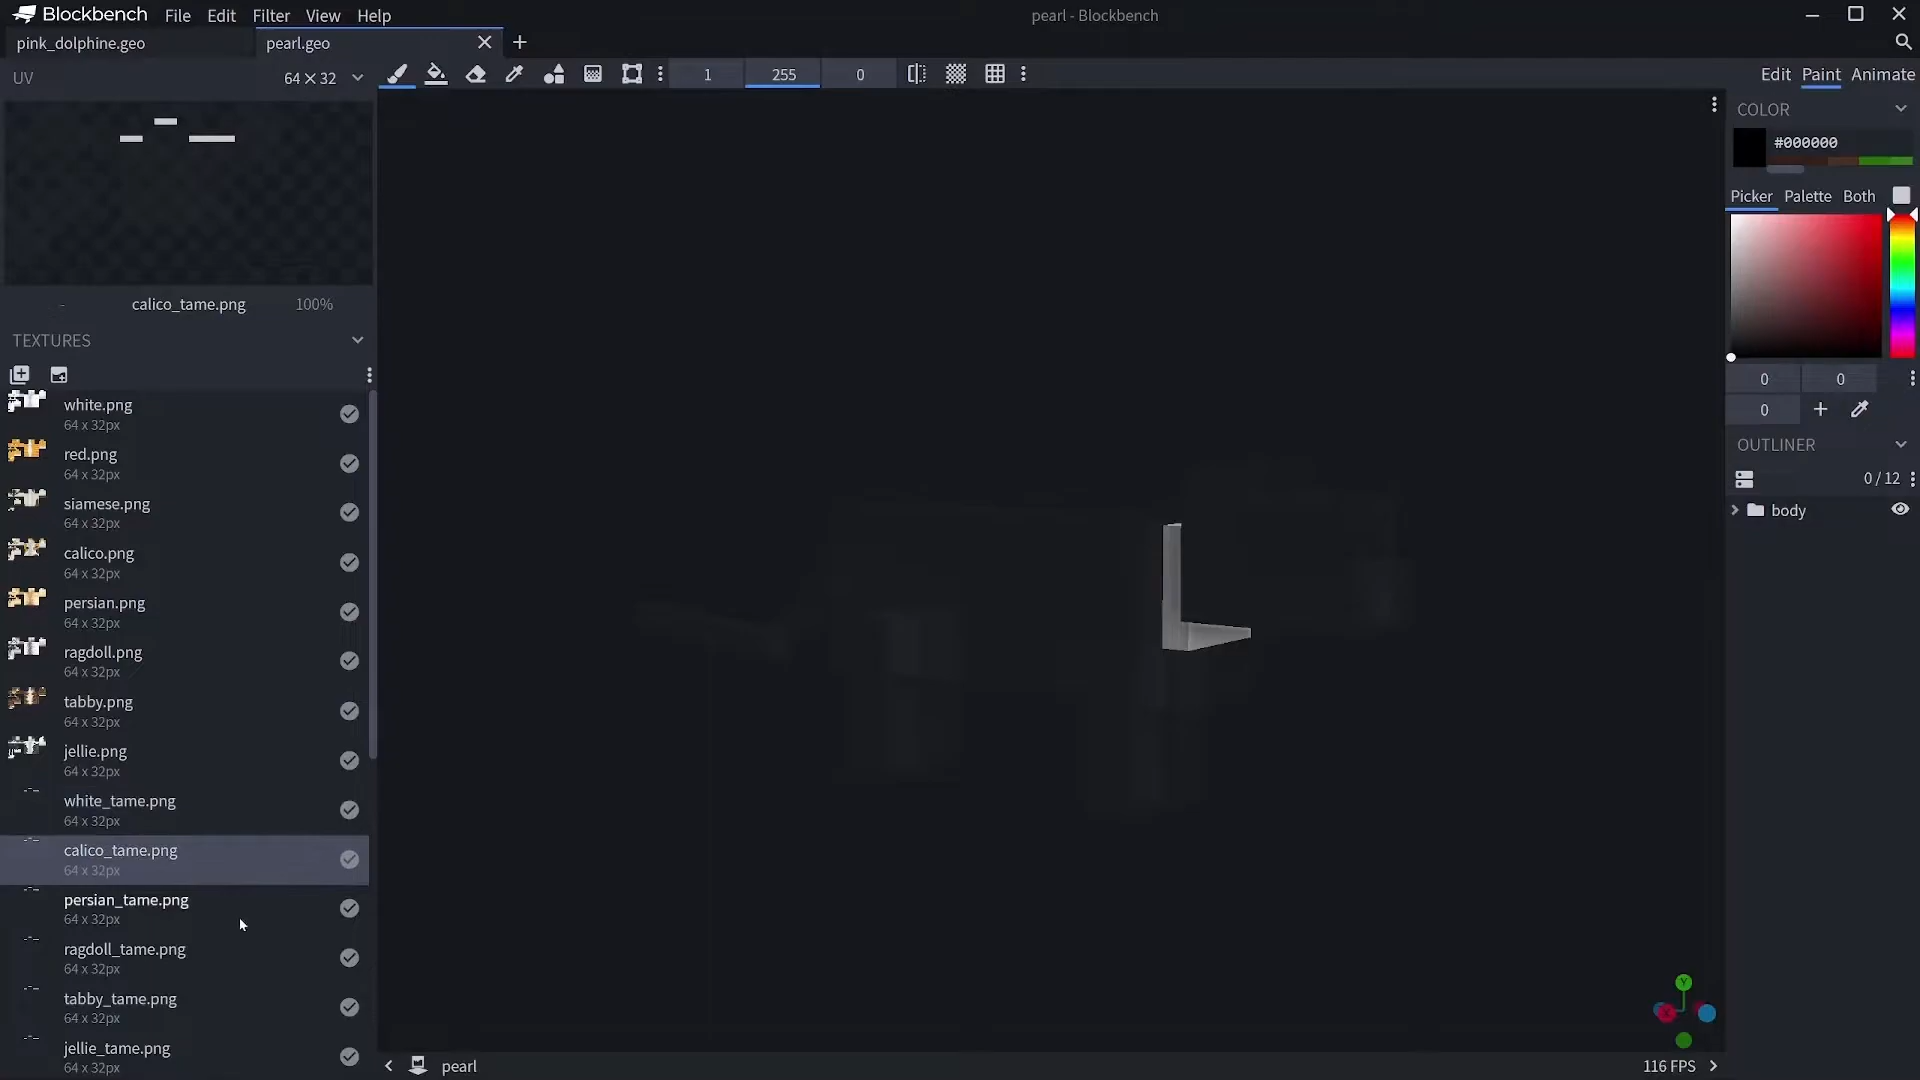 Blockbench File Edit Filter View Help
pearl - Blockbench
pink_dolphine.geo
pearl.geo
UV
64 × 32
1
255
0
Edit Paint Animate
calico_tame.png
100%
TEXTURES
white.png
64 x 32px
red.png
64 x 32px
siamese.png
64 x 32px
calico.png
64 x 32px
persian.png
64 x 32px
ragdoll.png
64 x 32px
tabby.png
64 x 32px
jellie.png
64 x 32px
white_tame.png
64 x 32px
calico_tame.png
64 x 32px
persian_tame.png
64 x 32px
ragdoll_tame.png
64 x 32px
tabby_tame.png
64 x 32px
jellie_tame.png
64 x 32px
COLOR
#000000
Picker Palette Both
0
0
0
OUTLINER
0 / 12
body
Y
X
pearl
116 FPS